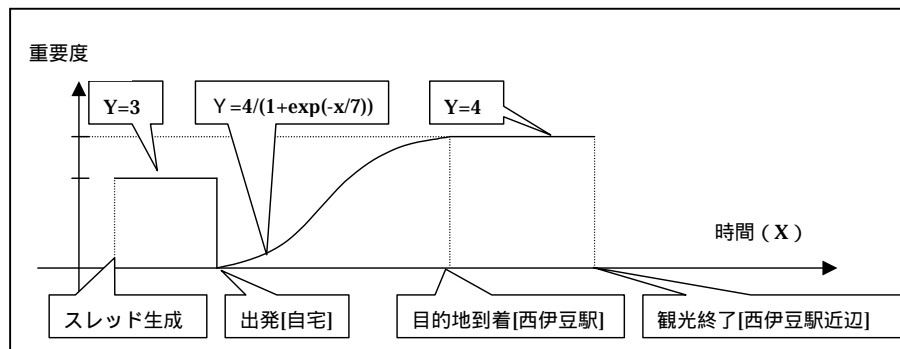 重要度
Y=3
Y=4/(1+exp(-x/7))
Y=4
時間（X）
スレッド生成
出発[自宅]
目的地到着[西伊豆駅]
観光終了[西伊豆駅近辺]